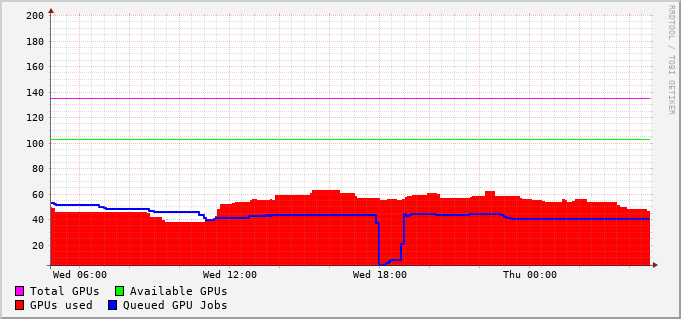 200
180
160
140
120
100
80
60
40
20
Wed 06:00 Wed 12:00 Wed 18:00 Thu 00:00
Total GPUs Available GPUs
GPUs used Queued GPU Jobs
RRDTOOL / TOBI OETIKER